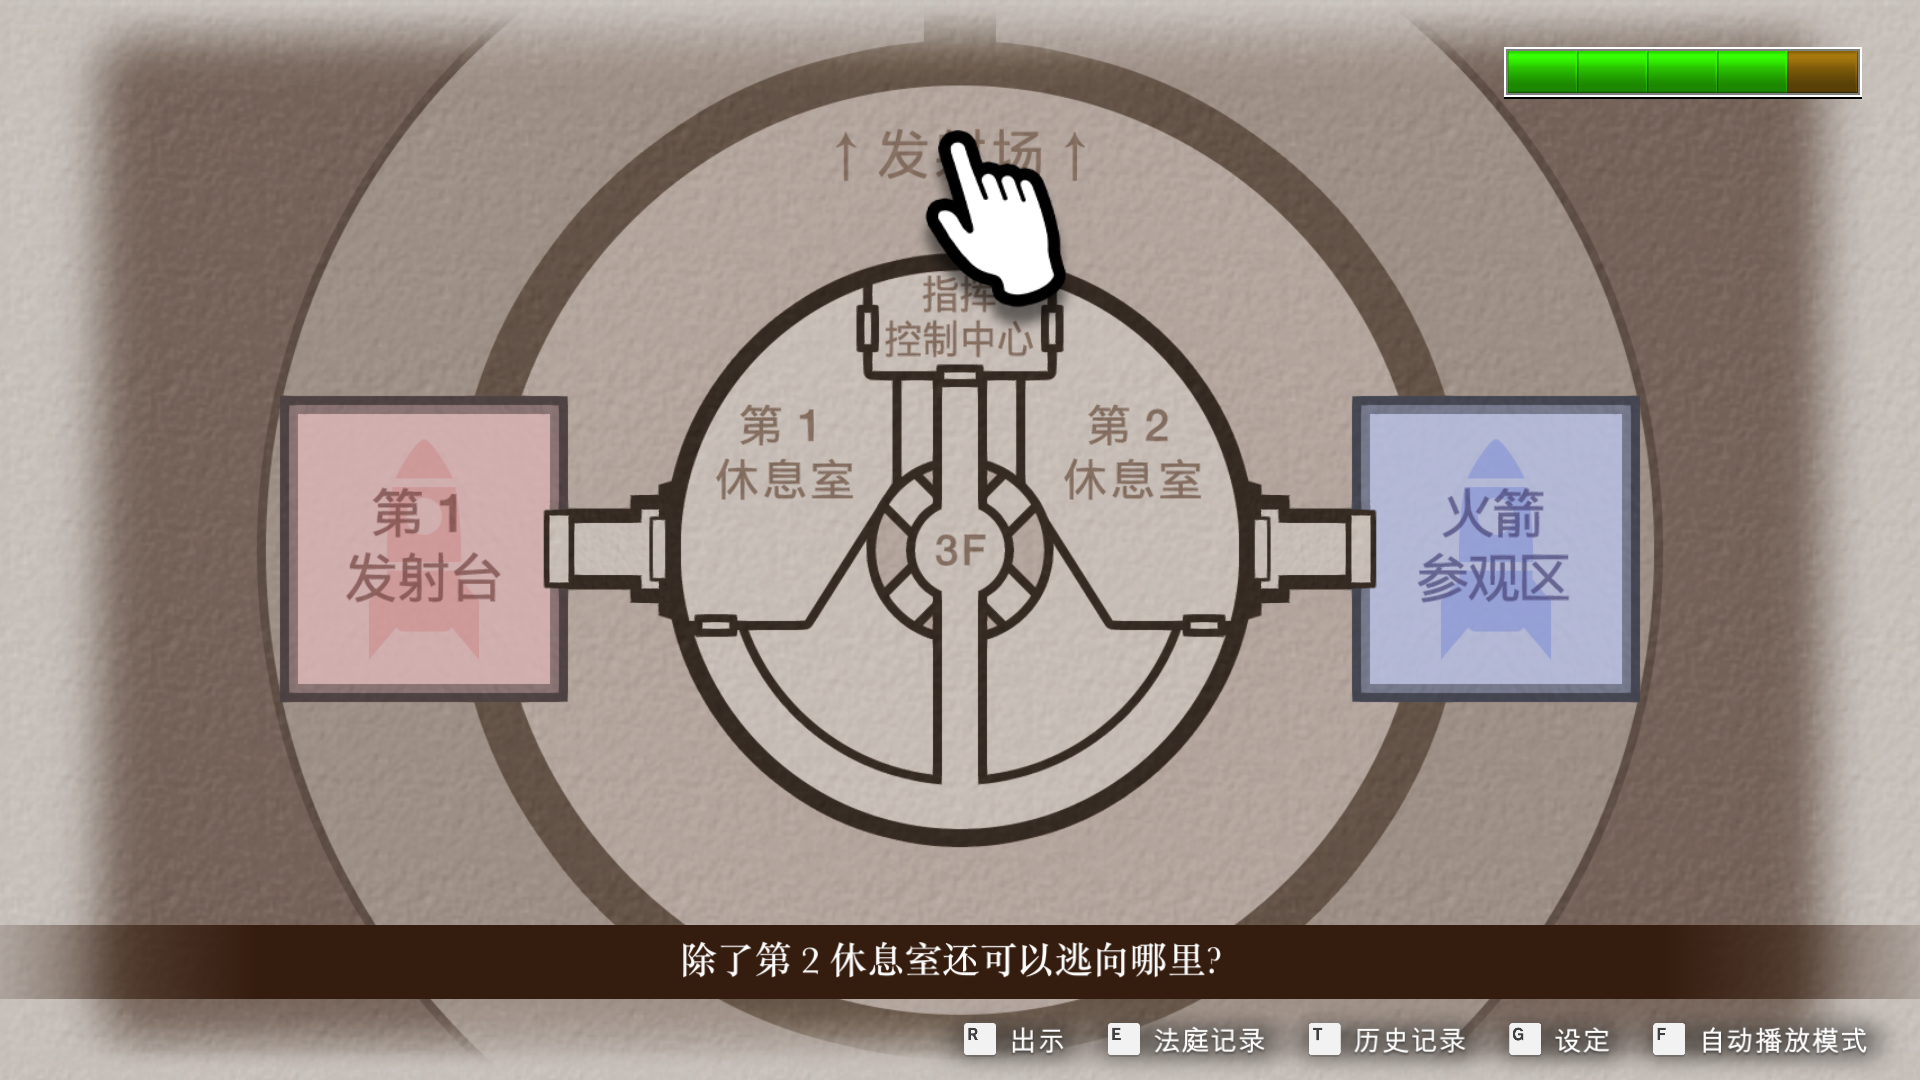 ↑ 发射场 ↑
指挥
控制中心
第 1
休息室
第 2
休息室
第 1
发射台
3F
火箭
参观区
除了第 2 休息室还可以逃向哪里?
R 出示 E 法庭记录 T 历史记录 G 设定 F 自动播放模式